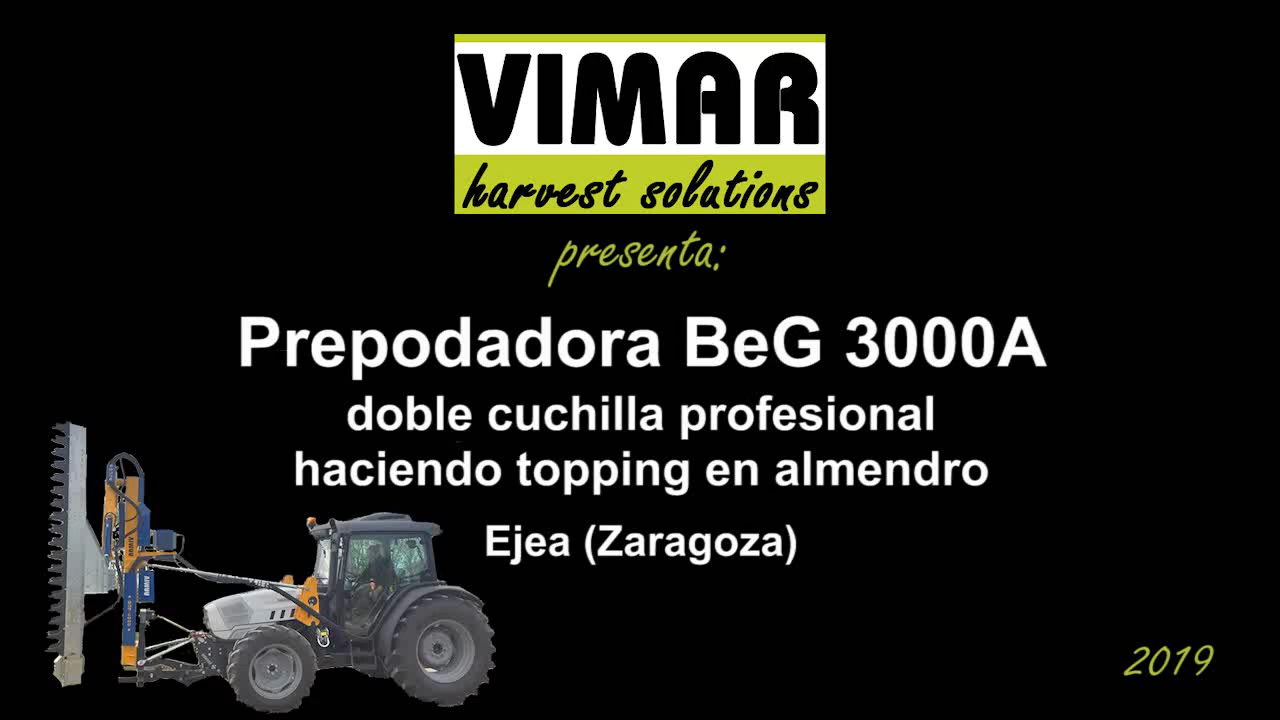 VIMAR
harvest solutions
presenta:
Prepodadora BeG 3000A
doble cuchilla profesional
haciendo topping en almendro
Ejea (Zaragoza)
2019